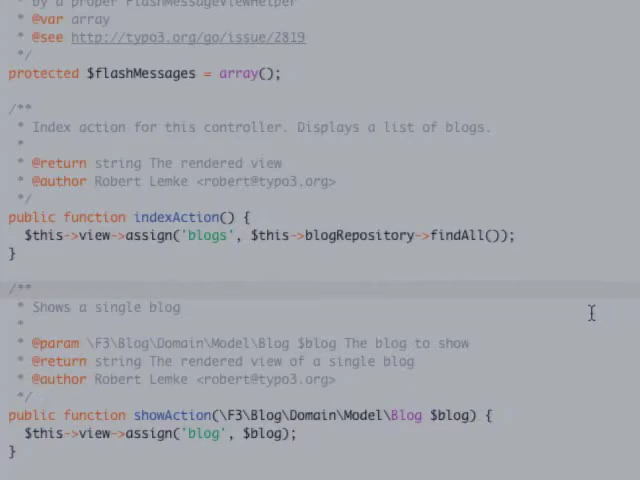 * by a proper FlashMessageViewHelper
* @var array
* @see http://typo3.org/go/issue/2819
*/
protected $flashMessages = array();
/**
* Index action for this controller. Displays a list of blogs.
*
* @return string The rendered view
* @author Robert Lemke <robert@typo3.org>
*/
public function indexAction() {
$this->view->assign('blogs', $this->blogRepository->findAll());
}
/**
* Shows a single blog
*
* @param \F3\Blog\Domain\Model\Blog $blog The blog to show
* @return string The rendered view of a single blog
* @author Robert Lemke <robert@typo3.org>
*/
public function showAction(\F3\Blog\Domain\Model\Blog $blog) {
$this->view->assign('blog', $blog);
}